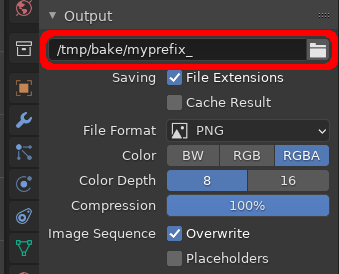 Output
/tmp/bake/myprefix_
Saving File Extensions
Cache Result
File Format PNG
Color BW RGB RGBA
Color Depth 8 16
Compression 100%
Image Sequence Overwrite
Placeholders